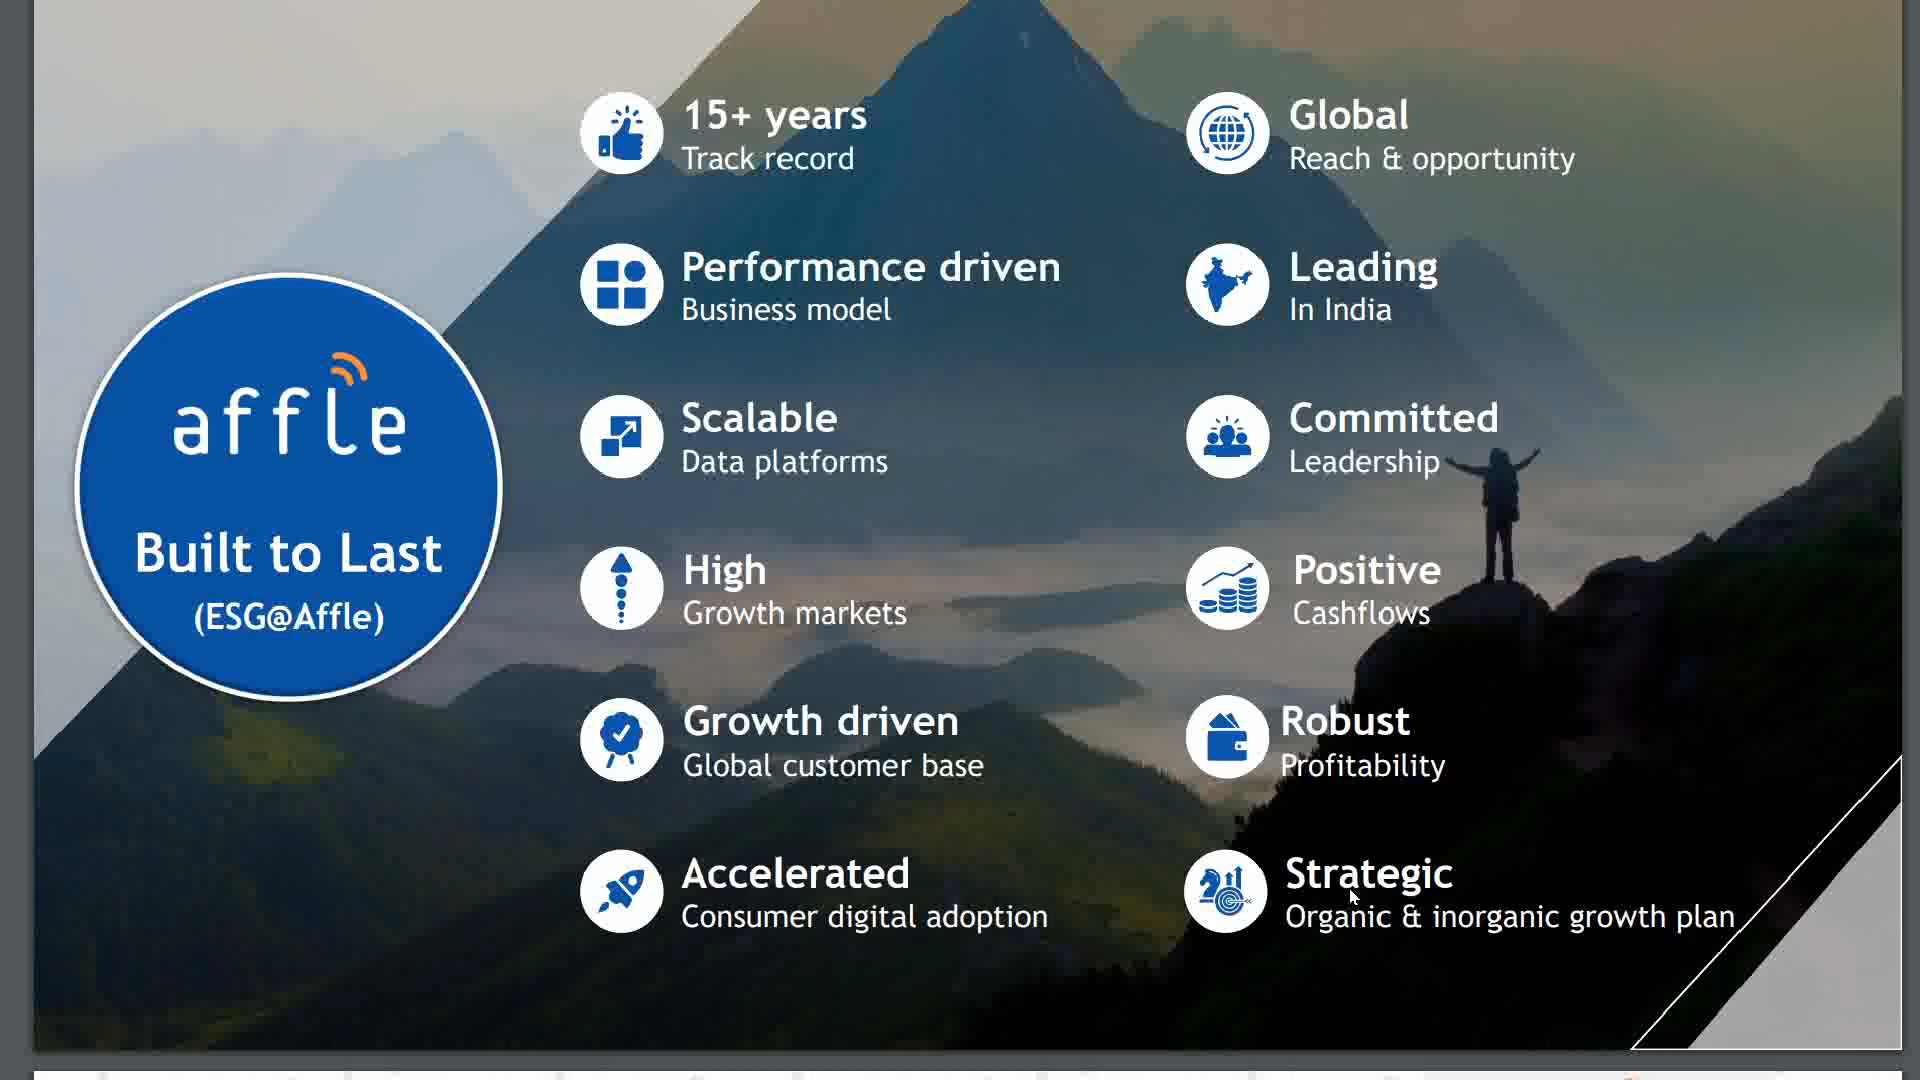 affle
Built to Last
(ESG@Affle)
15+ years
Track record
Performance driven
Business model
Scalable
Data platforms
High
Growth markets
Growth driven
Global customer base
Accelerated
Consumer digital adoption
Global
Reach & opportunity
Leading
In India
Committed
Leadership
Positive
Cashflows
Robust
Profitability
Strategic
Organic & inorganic growth plan